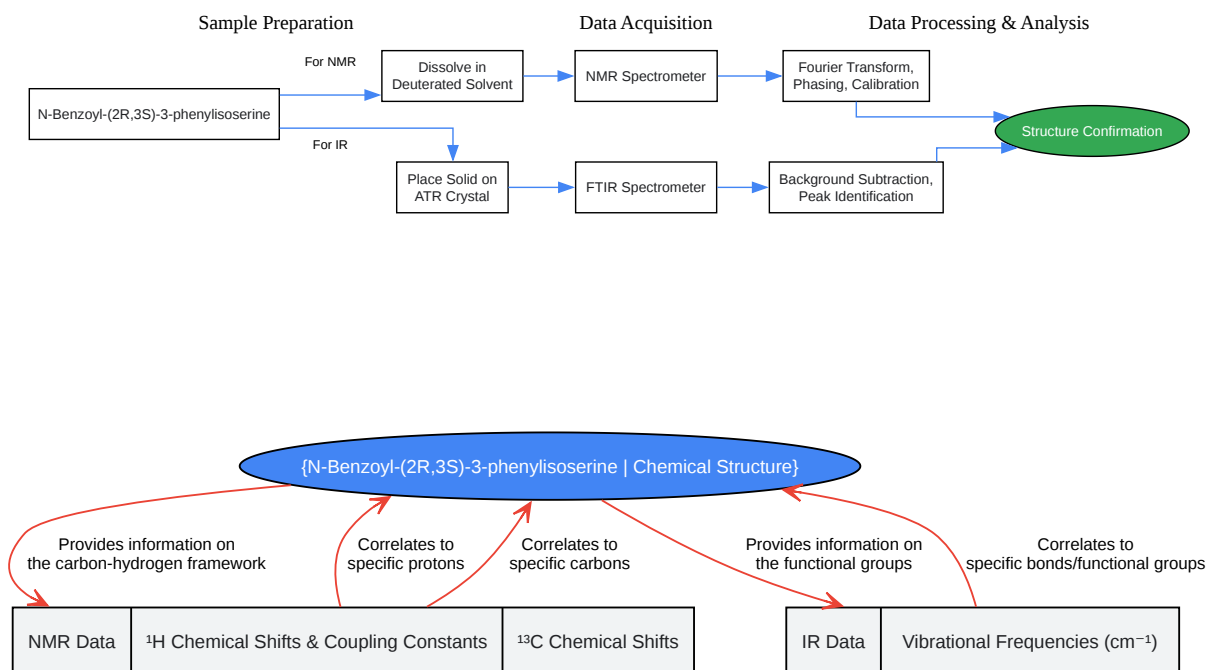 Sample Preparation
Data Acquisition
Data Processing & Analysis
For NMR
Dissolve in
Deuterated Solvent
NMR Spectrometer
Fourier Transform,
Phasing, Calibration
N-Benzoyl-(2R,3S)-3-phenylisoserine
Structure Confirmation
For IR
Place Solid on
ATR Crystal
FTIR Spectrometer
Background Subtraction,
Peak Identification
{N-Benzoyl-(2R,3S)-3-phenylisoserine | Chemical Structure}
Provides information on
the carbon-hydrogen framework
Correlates to
specific protons
Correlates to
specific carbons
Provides information on
the functional groups
Correlates to
specific bonds/functional groups
NMR Data
¹H Chemical Shifts & Coupling Constants
¹³C Chemical Shifts
IR Data
Vibrational Frequencies (cm⁻¹)